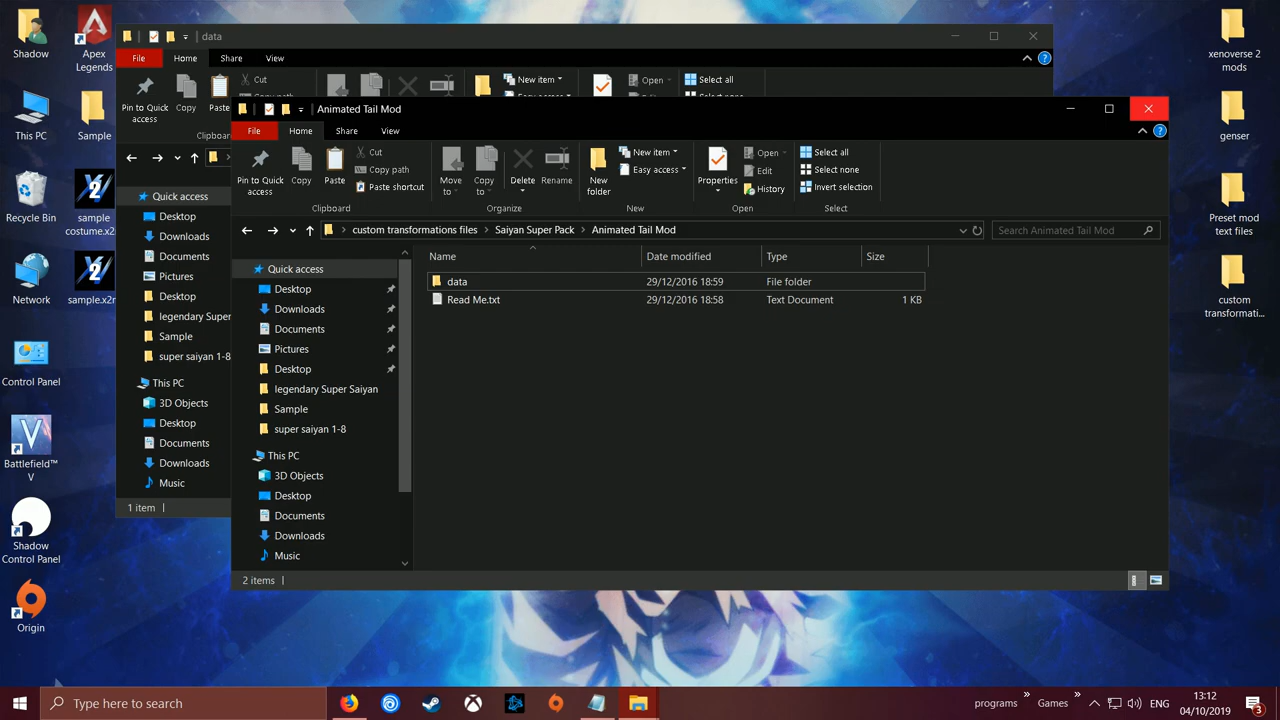 Shadow
Apex
Legends
This PC
Sample
Recycle Bin
sample
costume.x2
Network
sample.x2r
Control Panel
Battlefield™
V
Shadow
Control Panel
Origin
data
File
Home
Share
View
Pin to Quick
access
Copy
Paste
Cut
New item
Open
Select all
Quick access
Desktop
Downloads
Documents
Pictures
Desktop
legendary Super
Sample
super saiyan 1-8
This PC
3D Objects
Desktop
Documents
Downloads
Music
1 item
Animated Tail Mod
File
Home
Share
View
Pin to Quick
access
Copy
Paste
Cut
Copy path
Paste shortcut
Clipboard
Move
to
Copy
to
Delete
Rename
Organize
New
folder
New item
Easy access
New
Properties
Open
Edit
History
Open
Select all
Select none
Invert selection
Select
custom transformations files > Saiyan Super Pack > Animated Tail Mod
Search Animated Tail Mod
Quick access
Desktop
Downloads
Documents
Pictures
Desktop
legendary Super Saiyan
Sample
super saiyan 1-8
This PC
3D Objects
Desktop
Documents
Downloads
Music
Name Date modified Type Size
data 29/12/2016 18:59 File folder
Read Me.txt 29/12/2016 18:58 Text Document 1 KB
2 items
xenoverse 2
mods
genser
Preset mod
text files
custom
transformati...
Type here to search
programs
Games
ENG
13:12
04/10/2019
3